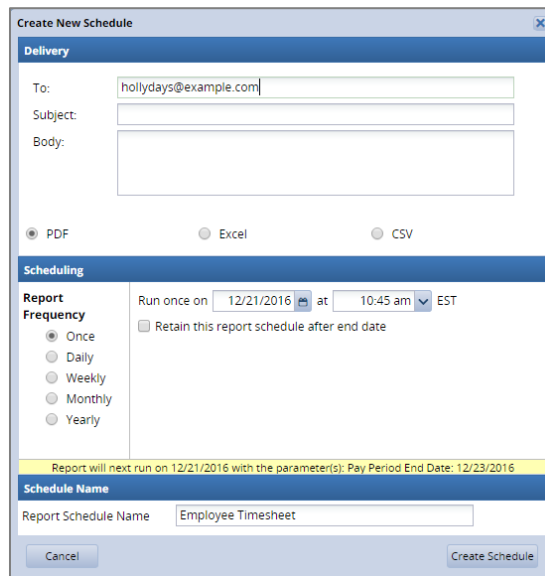 Create New Schedule
Delivery
To: hollydays@example.com
Subject:
Body:
PDF Excel CSV
Scheduling
Report Frequency
Run once on 12/21/2016 at 10:45 am EST
Retain this report schedule after end date
Once
Daily
Weekly
Monthly
Yearly
Report will next run on 12/21/2016 with the parameter(s): Pay Period End Date: 12/23/2016
Schedule Name
Report Schedule Name Employee Timesheet
Cancel Create Schedule